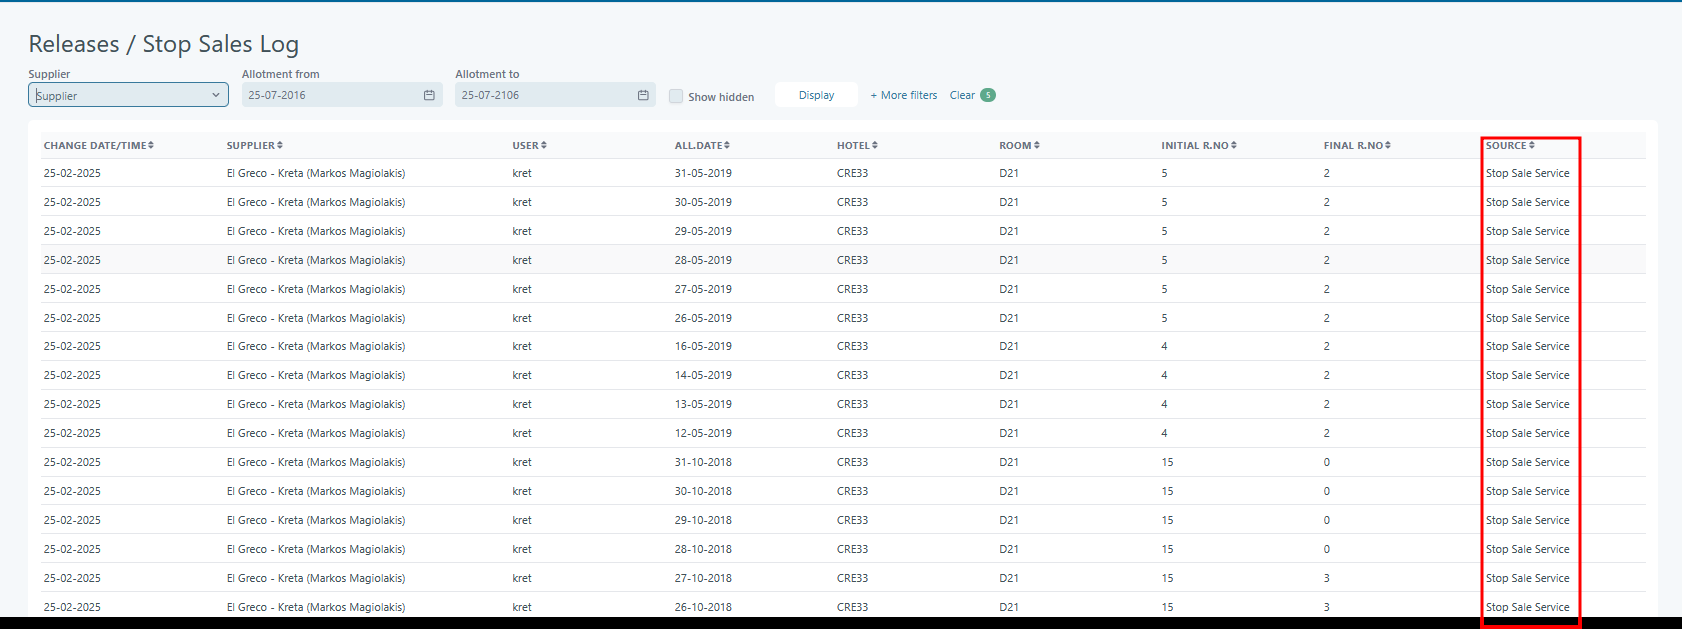 Releases / Stop Sales Log
Supplier Allotment from Allotment to
Supplier 25-07-2016 25-07-2106 Show hidden Display + More filters Clear S
CHANGE DATE/TIME SUPPLIER USER ALL.DATE HOTEL ROOM INITIAL R.NO FINAL R.NO SOURCE
25-02-2025 El Greco - Kreta (Markos Magiolakis) kret 31-05-2019 CRE33 D21 5 2 Stop Sale Service
25-02-2025 El Greco - Kreta (Markos Magiolakis) kret 30-05-2019 CRE33 D21 5 2 Stop Sale Service
25-02-2025 El Greco - Kreta (Markos Magiolakis) kret 29-05-2019 CRE33 D21 5 2 Stop Sale Service
25-02-2025 El Greco - Kreta (Markos Magiolakis) kret 28-05-2019 CRE33 D21 5 2 Stop Sale Service
25-02-2025 El Greco - Kreta (Markos Magiolakis) kret 27-05-2019 CRE33 D21 5 2 Stop Sale Service
25-02-2025 El Greco - Kreta (Markos Magiolakis) kret 26-05-2019 CRE33 D21 5 2 Stop Sale Service
25-02-2025 El Greco - Kreta (Markos Magiolakis) kret 16-05-2019 CRE33 D21 4 2 Stop Sale Service
25-02-2025 El Greco - Kreta (Markos Magiolakis) kret 14-05-2019 CRE33 D21 4 2 Stop Sale Service
25-02-2025 El Greco - Kreta (Markos Magiolakis) kret 13-05-2019 CRE33 D21 4 2 Stop Sale Service
25-02-2025 El Greco - Kreta (Markos Magiolakis) kret 12-05-2019 CRE33 D21 4 2 Stop Sale Service
25-02-2025 El Greco - Kreta (Markos Magiolakis) kret 31-10-2018 CRE33 D21 15 0 Stop Sale Service
25-02-2025 El Greco - Kreta (Markos Magiolakis) kret 30-10-2018 CRE33 D21 15 0 Stop Sale Service
25-02-2025 El Greco - Kreta (Markos Magiolakis) kret 29-10-2018 CRE33 D21 15 0 Stop Sale Service
25-02-2025 El Greco - Kreta (Markos Magiolakis) kret 28-10-2018 CRE33 D21 15 0 Stop Sale Service
25-02-2025 El Greco - Kreta (Markos Magiolakis) kret 27-10-2018 CRE33 D21 15 3 Stop Sale Service
25-02-2025 El Greco - Kreta (Markos Magiolakis) kret 26-10-2018 CRE33 D21 15 3 Stop Sale Service